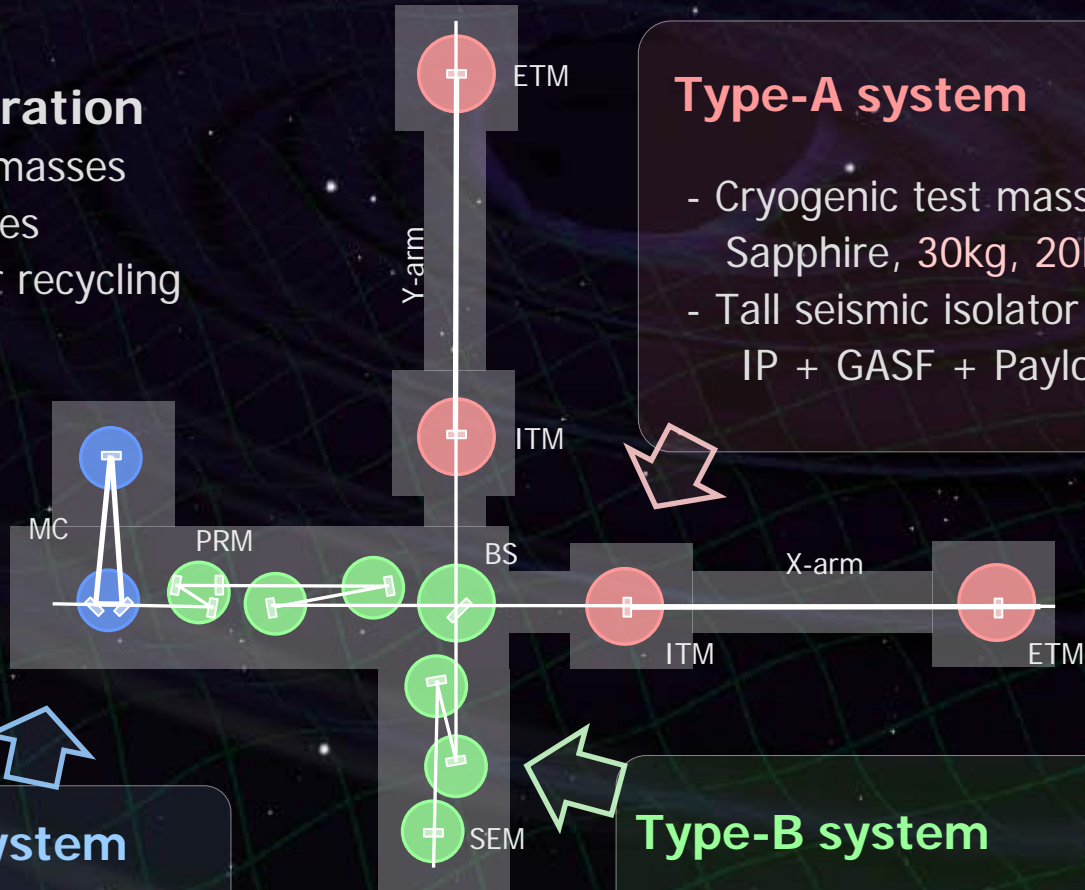 ration
masses
es
recycling
ETM
Y-arm
ITM
MC
PRM
BS
X-arm
ITM
ETM
SEM
Type-A system
- Cryogenic test mass
Sapphire, 30kg, 20
- Tall seismic isolator
IP + GASF + Paylo
ystem
Type-B system